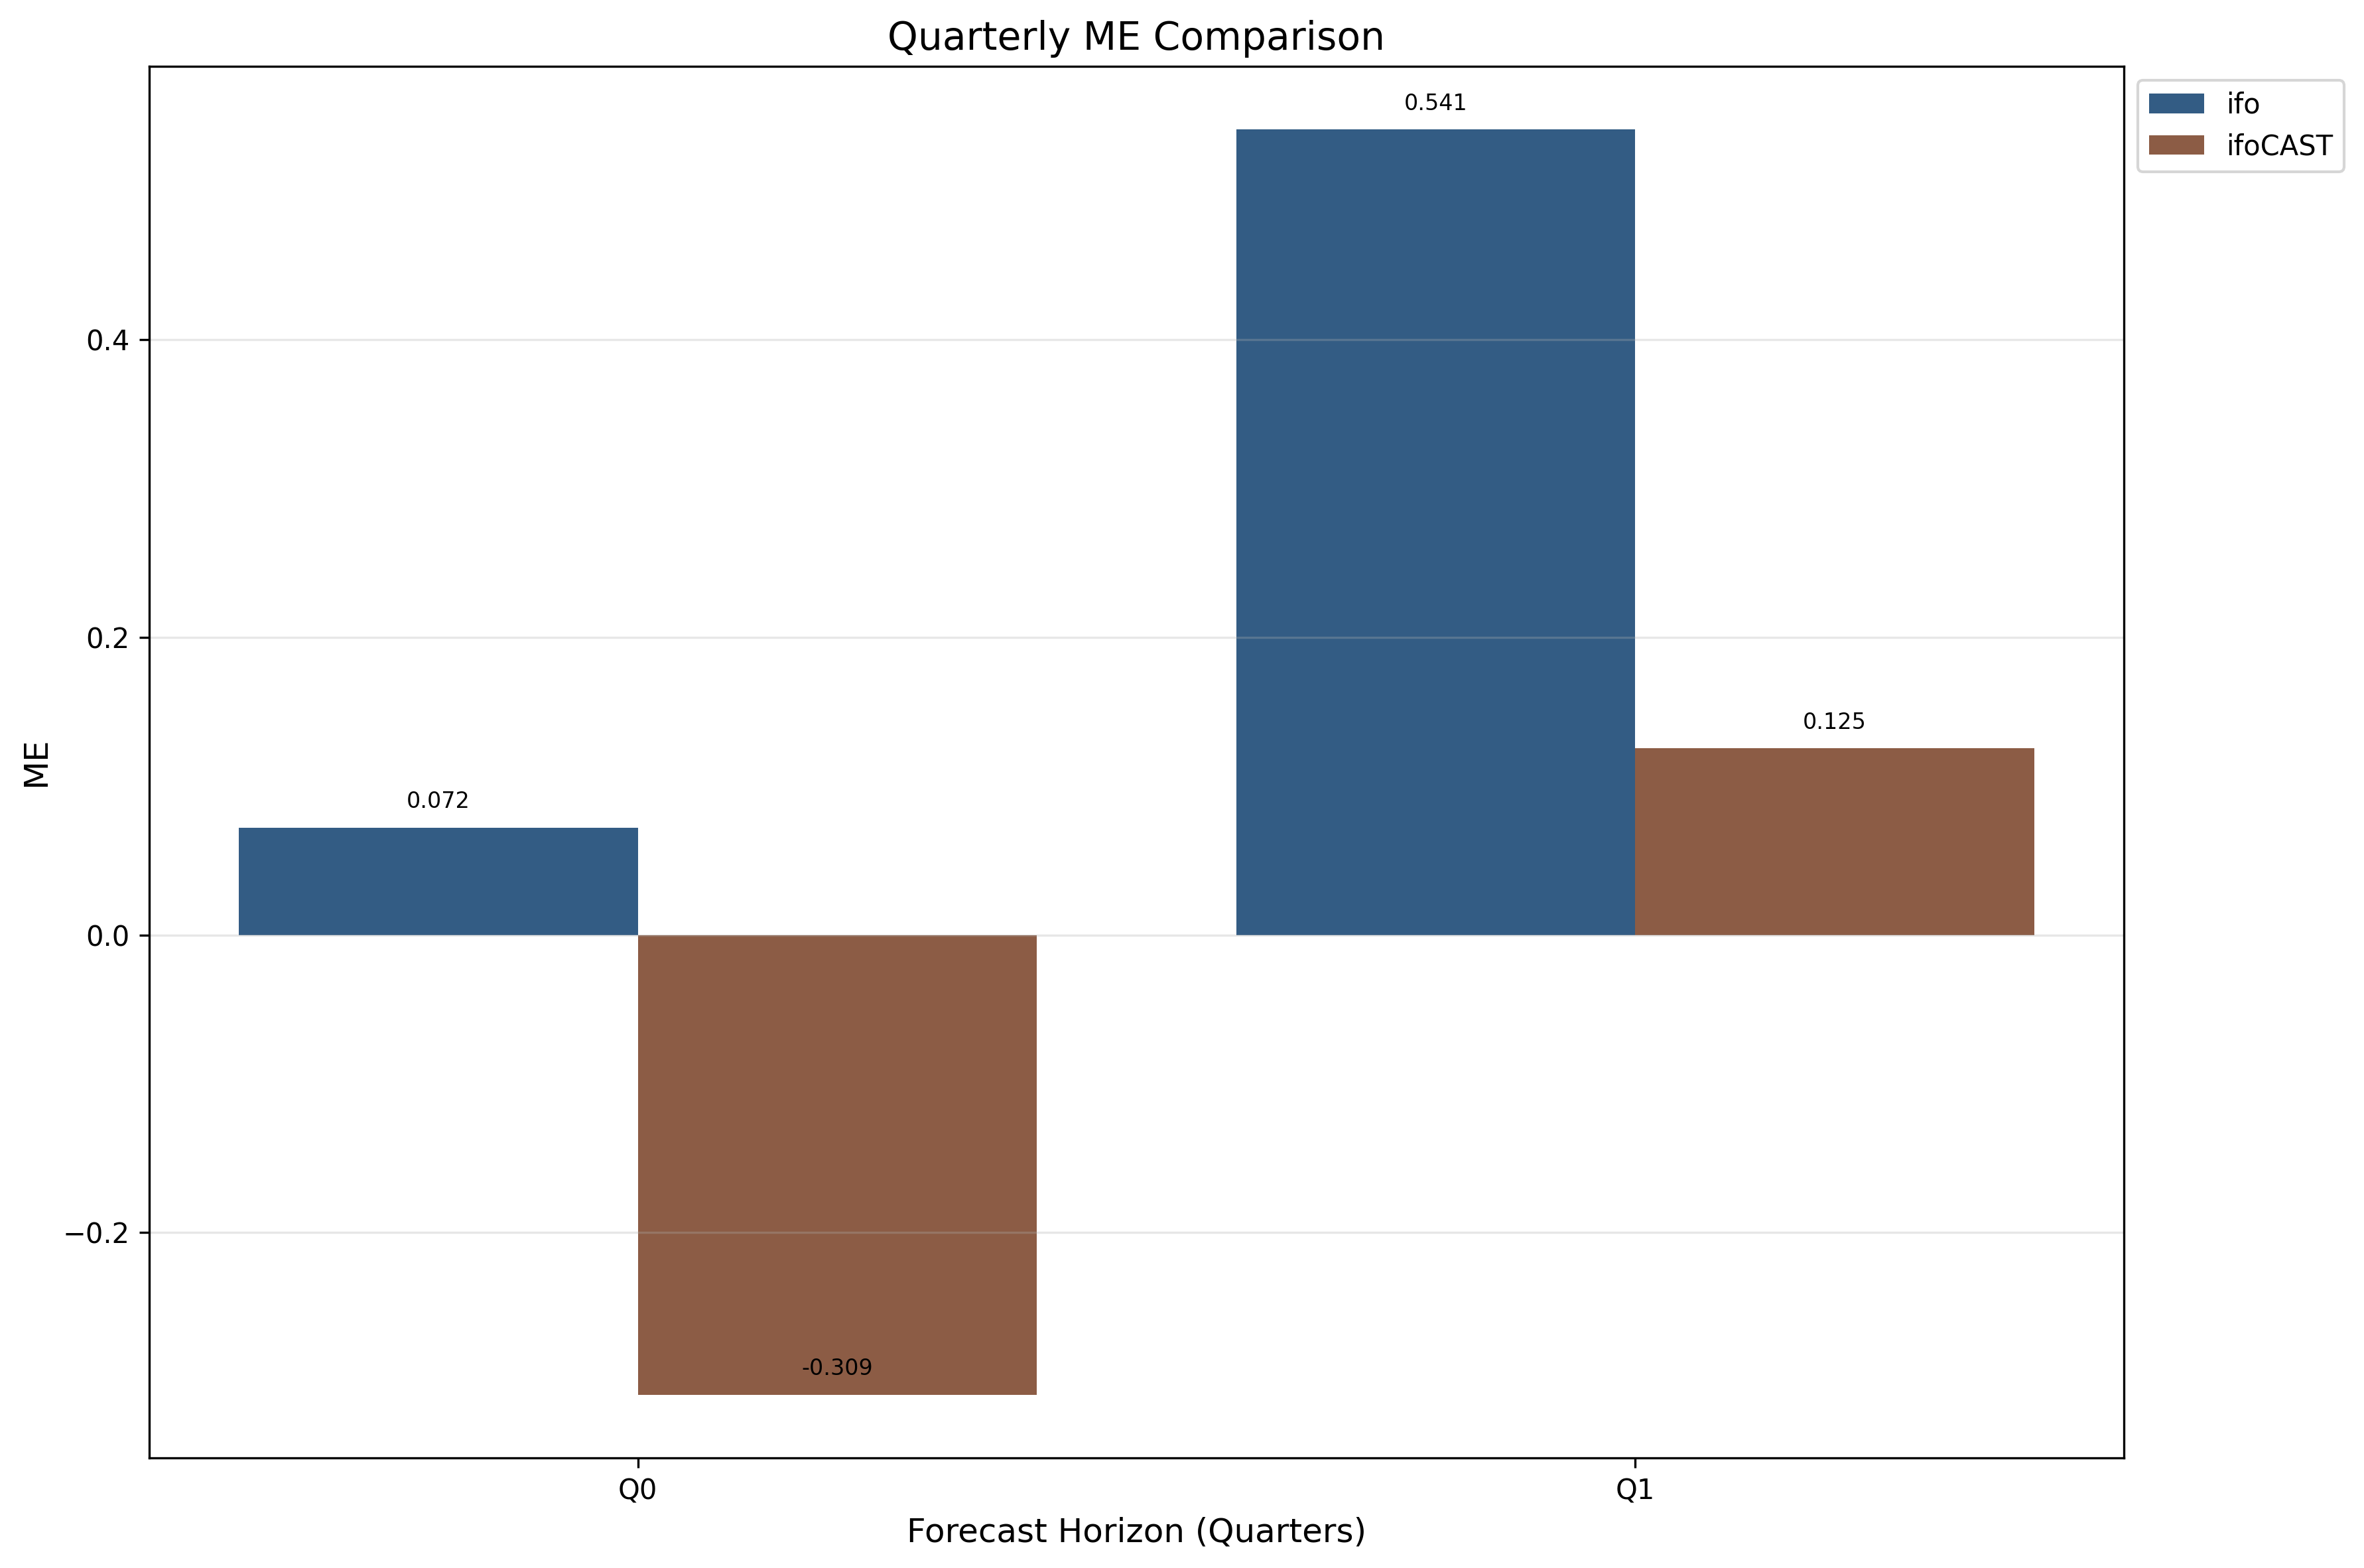 Quarterly ME Comparison
ifo
ifoCAST
0.541
0.4
0.2
0.125
ME
0.072
0.0
−0.2
-0.309
Q0
Q1
Forecast Horizon (Quarters)